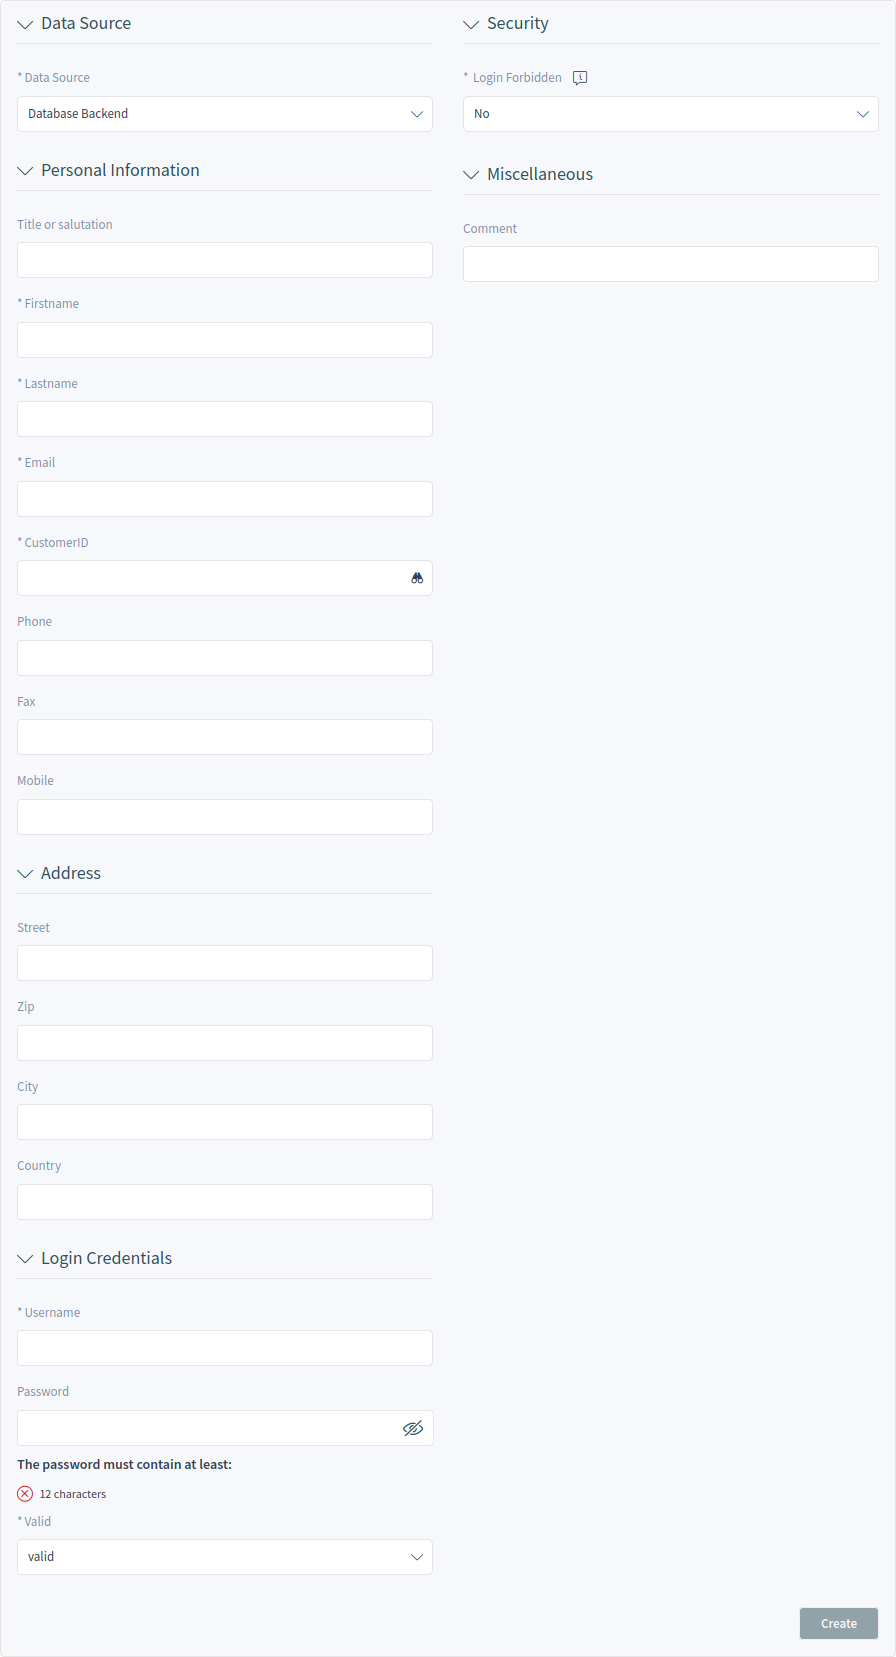 Data Source
* Data Source
Database Backend
Personal Information
Title or salutation
* Firstname
* Lastname
* Email
* CustomerID
Phone
Fax
Mobile
Address
Street
Zip
City
Country
Login Credentials
* Username
Password
The password must contain at least:
12 characters
* Valid
valid
Security
* Login Forbidden
No
Miscellaneous
Comment
Create